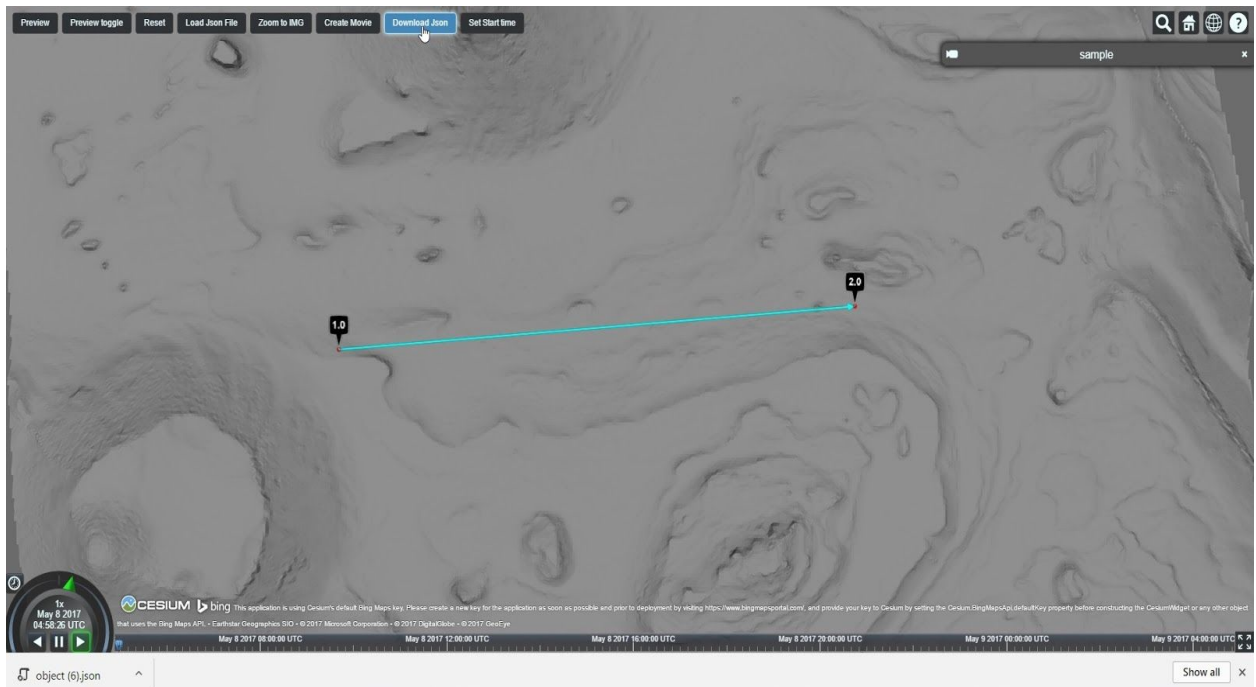 Preview Preview toggle Reset Load Json File Zoom to IMG Create Movie Download Json Set Start time
?
sample x
2.0
1.0
1x
May 8 2017
04:58:26 UTC
CESIUM bing This application is using Cesium's default Bing Maps key. Please create a new key for the application as soon as possible and prior to deployment by visiting https://www.bingmapsportal.com/, and provide your key to Cesium by setting the Cesium.BingMapsApi.defaultKey property before constructing the CesiumWidget or any other object
that uses the Bing Maps API. • Earthstar Geographics SIO • © 2017 Microsoft Corporation • © 2017 DigitalGlobe • © 2017 GeoEye
May 8 2017 08:00:00 UTC May 8 2017 12:00:00 UTC May 8 2017 16:00:00 UTC May 8 2017 20:00:00 UTC May 9 2017 00:00:00 UTC May 9 2017 04:00:00 UTC
object (6).json Show all